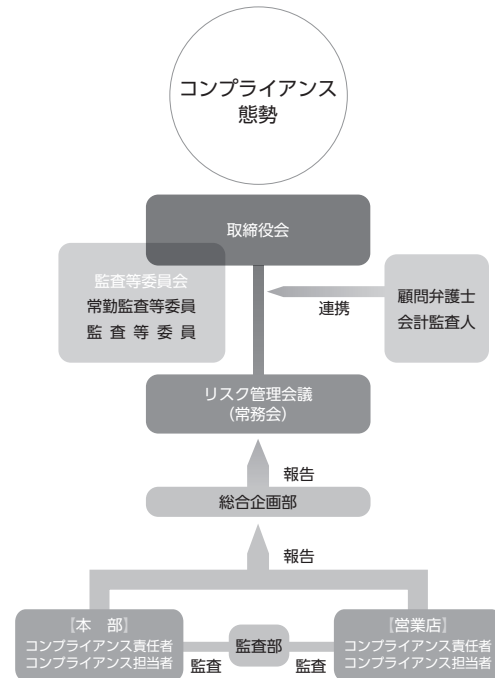 コンプライアンス
態勢
取締役会
監査等委員会
常勤監査等委員
監 査 等 委 員
連携
顧問弁護士
会計監査人
リスク管理会議
(常務会)
報告
総合企画部
報告
[本 部]
コンプライアンス責任者
コンプライアンス担当者
監査
監査部
監査
[営業店]
コンプライアンス責任者
コンプライアンス担当者